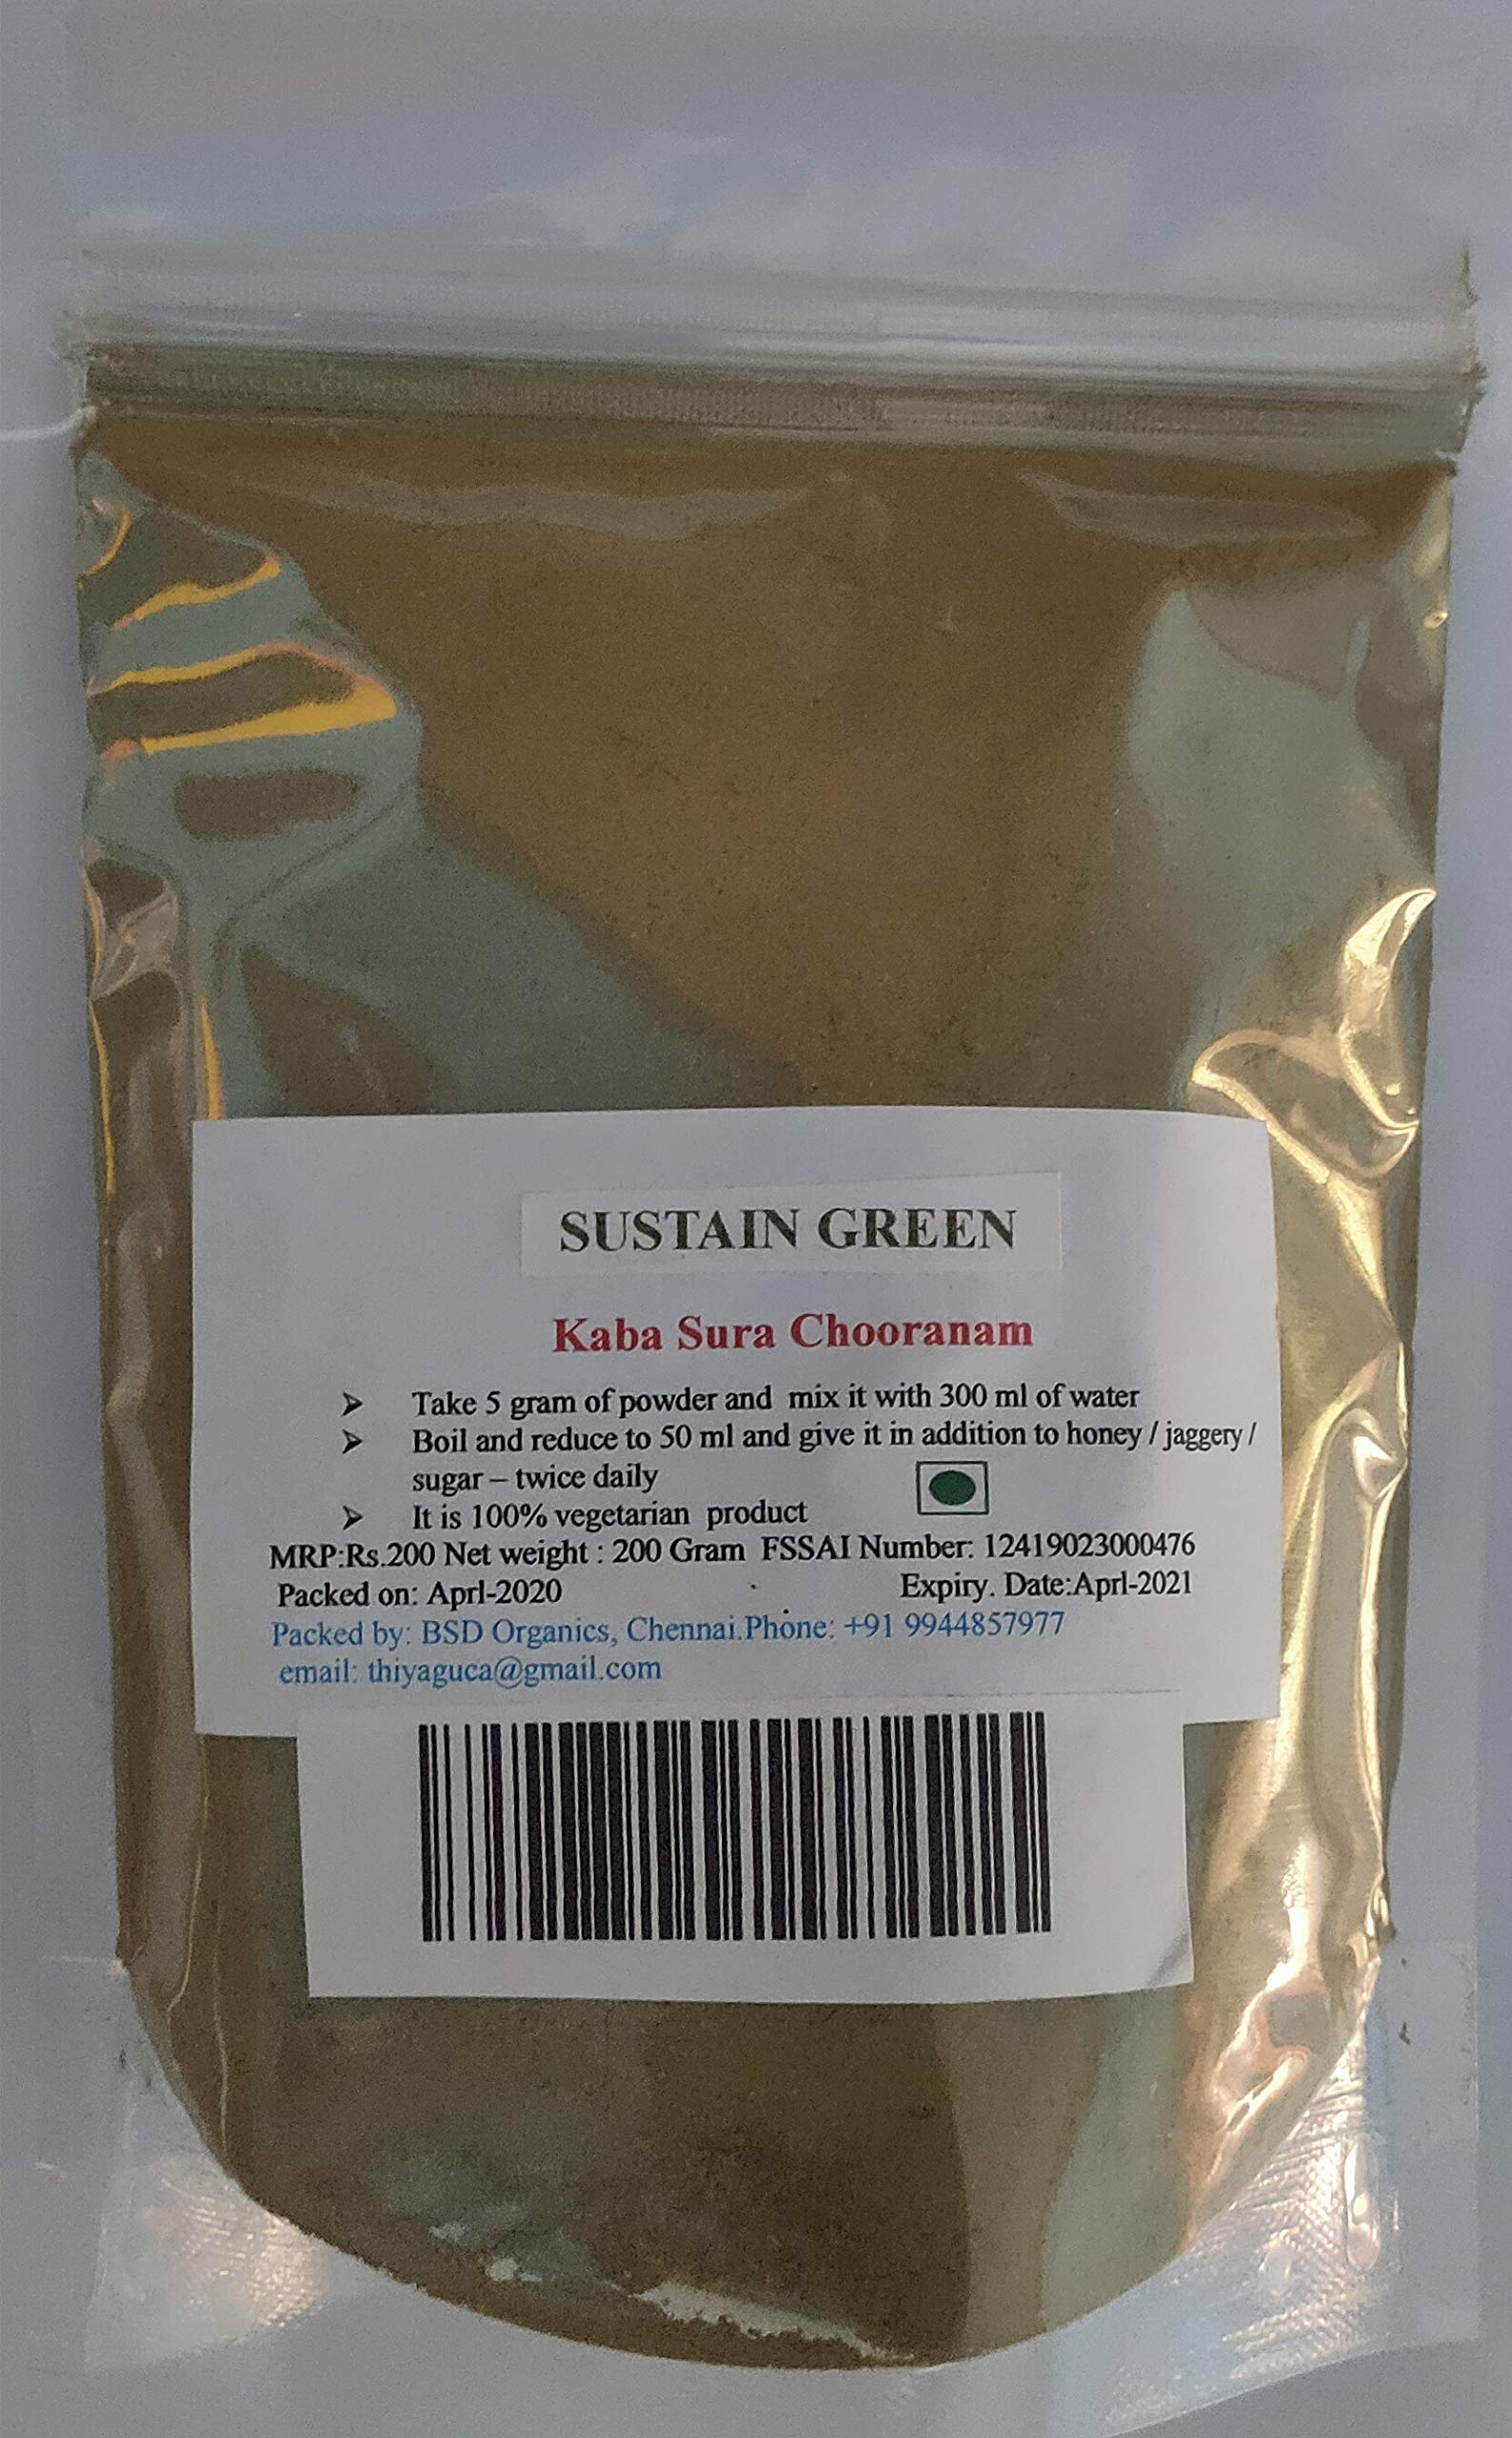 SUSTAIN GREEN
Kaba Sura Chooranam
➢ Take 5 gram of powder and mix it with 300 ml of water
➢ Boil and reduce to 50 ml and give it in addition to honey / jaggery /
sugar – twice daily
➢ It is 100% vegetarian product
MRP:Rs.200 Net weight : 200 Gram FSSAI Number: 12419023000476
Packed on: Aprl-2020 Expiry. Date:Aprl-2021
Packed by: BSD Organics, Chennai.Phone: +91 9944857977
email: thiyaguca@gmail.com